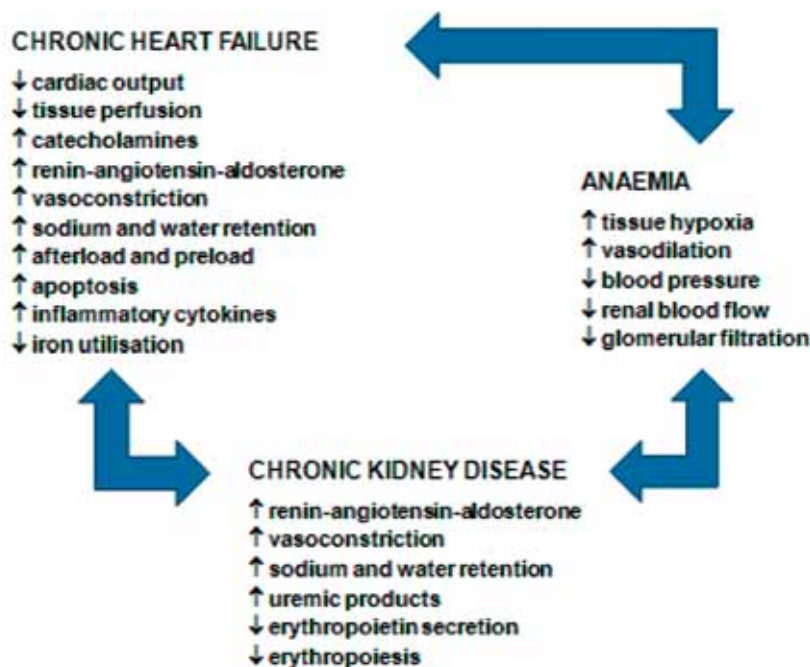 CHRONIC HEART FAILURE
↓ cardiac output
↓ tissue perfusion
↑ catecholamines
↑ renin-angiotensin-aldosterone
↑ vasoconstriction
↑ sodium and water retention
↑ afterload and preload
↑ apoptosis
↑ inflammatory cytokines
↓ iron utilisation
ANAEMIA
↑ tissue hypoxia
↑ vasodilation
↓ blood pressure
↓ renal blood flow
↓ glomerular filtration
CHRONIC KIDNEY DISEASE
↑ renin-angiotensin-aldosterone
↑ vasoconstriction
↑ sodium and water retention
↑ uremic products
↓ erythropoietin secretion
↓ erythropoiesis